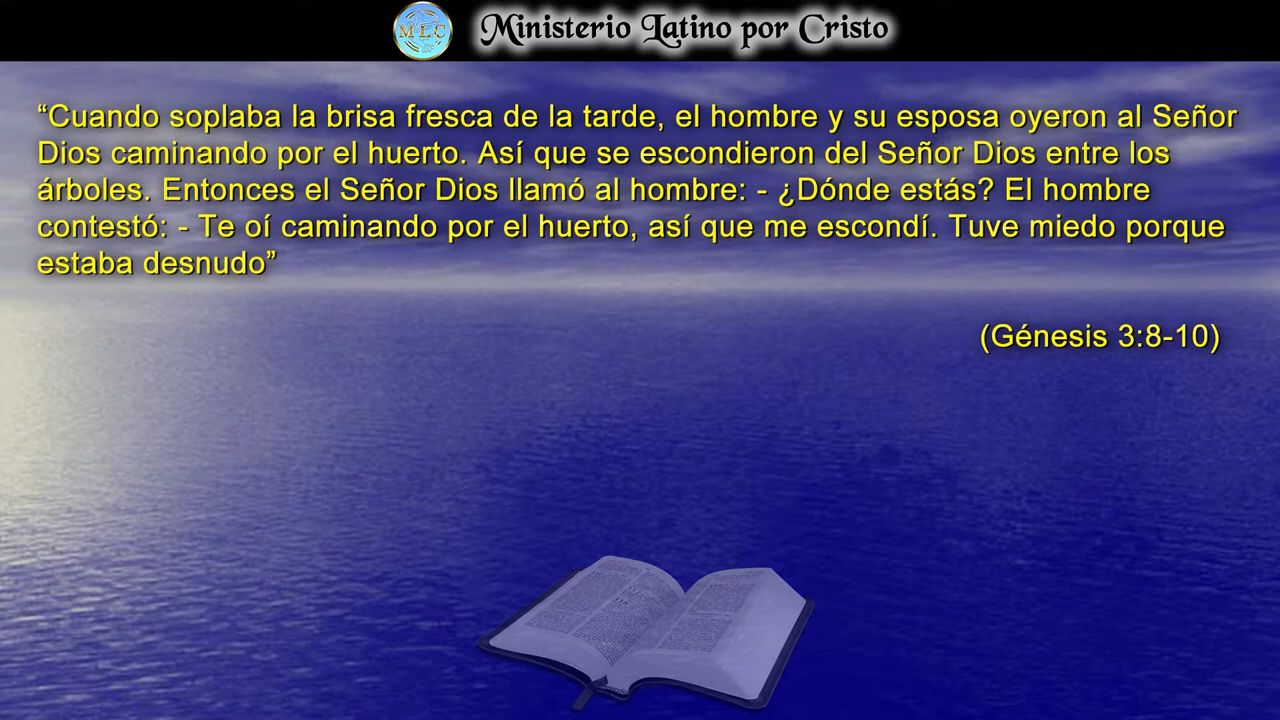 MLC
Ministerio Latino por Cristo
“Cuando soplaba la brisa fresca de la tarde, el hombre y su esposa oyeron al Señor
Dios caminando por el huerto. Así que se escondieron del Señor Dios entre los
árboles. Entonces el Señor Dios llamó al hombre: - ¿Dónde estás? El hombre
contestó: - Te oí caminando por el huerto, así que me escondí. Tuve miedo porque
estaba desnudo”
(Génesis 3:8-10)